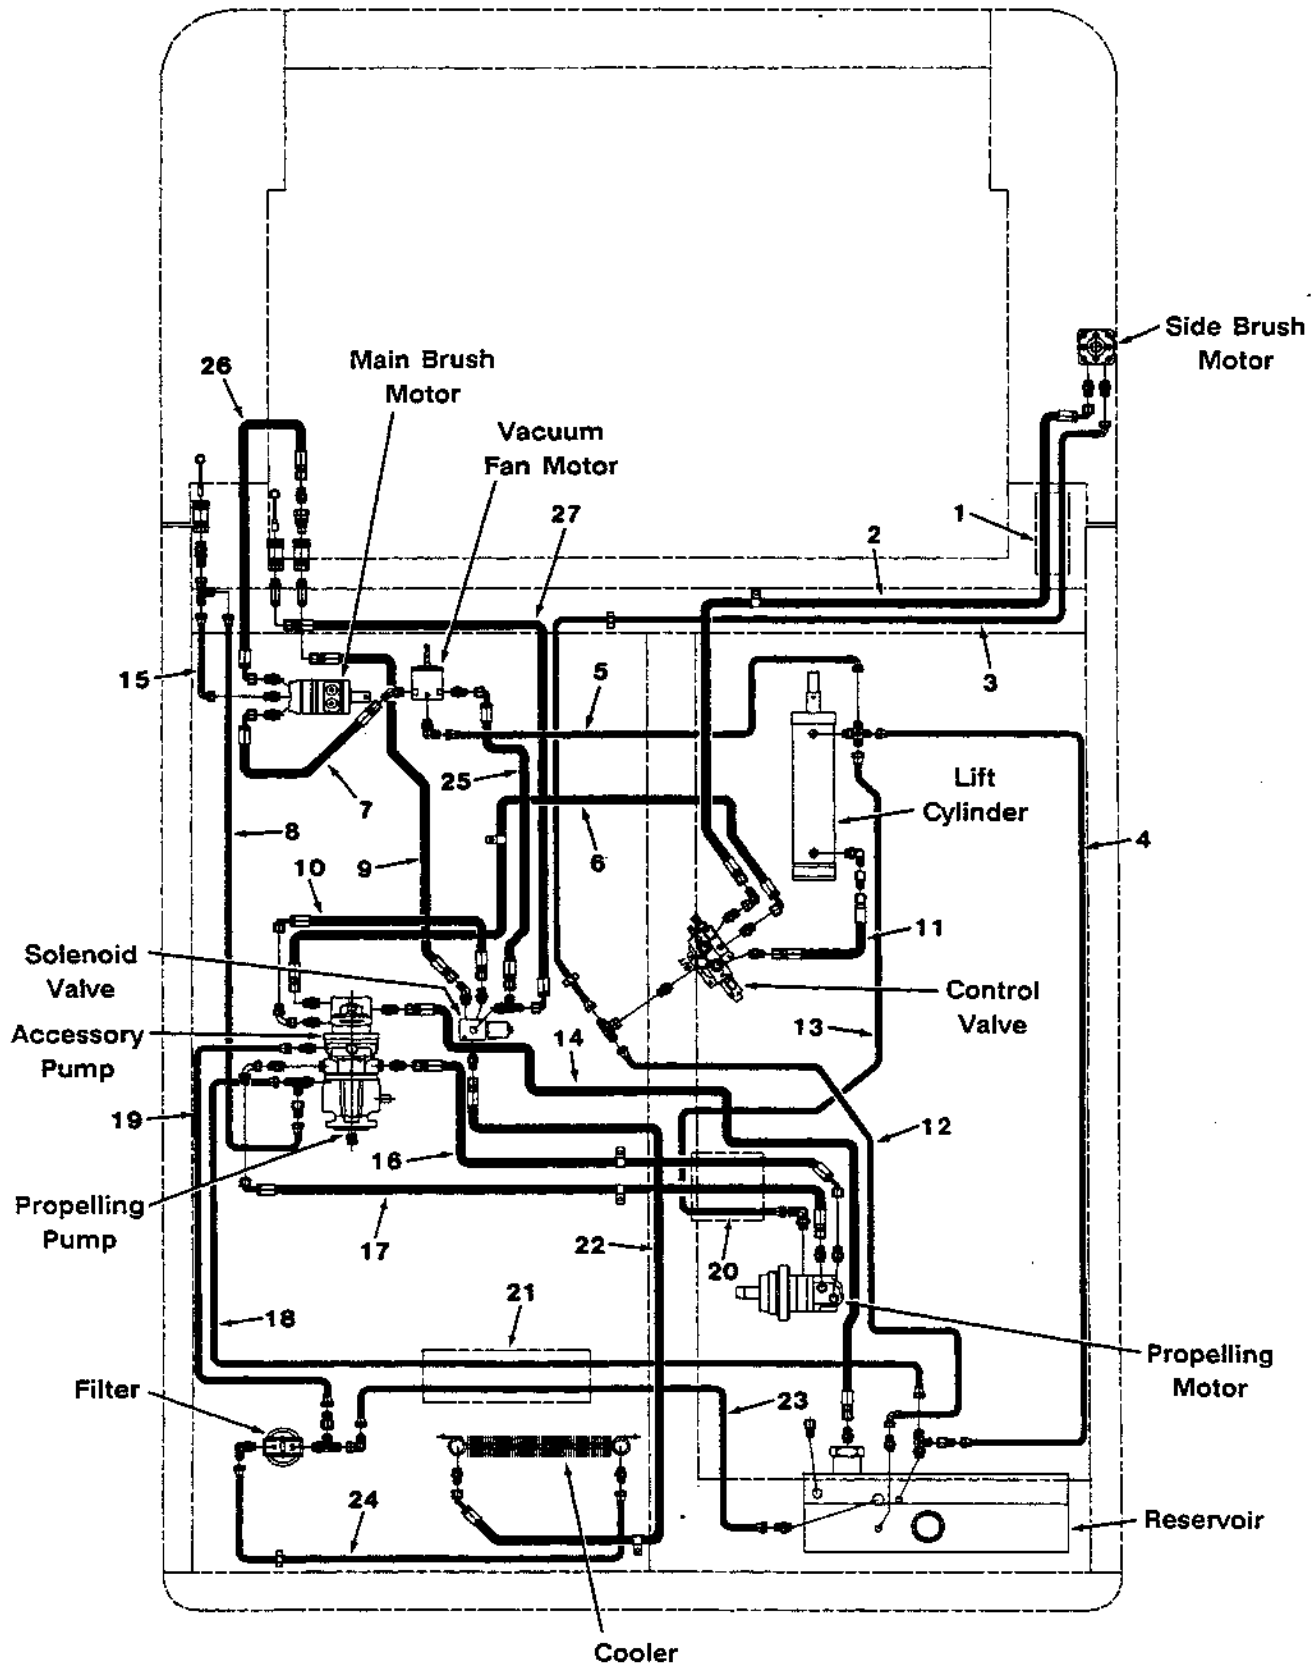 Side Brush
Motor
Main Brush
Motor
26
Vacuum
Fan Motor
27
1
2
15
5
3
7
25
8
6
9
10
Lift
Cylinder
4
11
Solenoid
Valve
Control
Valve
Accessory
Pump
13
14
19
12
16
Propelling
Pump
17
22
20
21
18
Propelling
Motor
Filter
23
24
Reservoir
Cooler